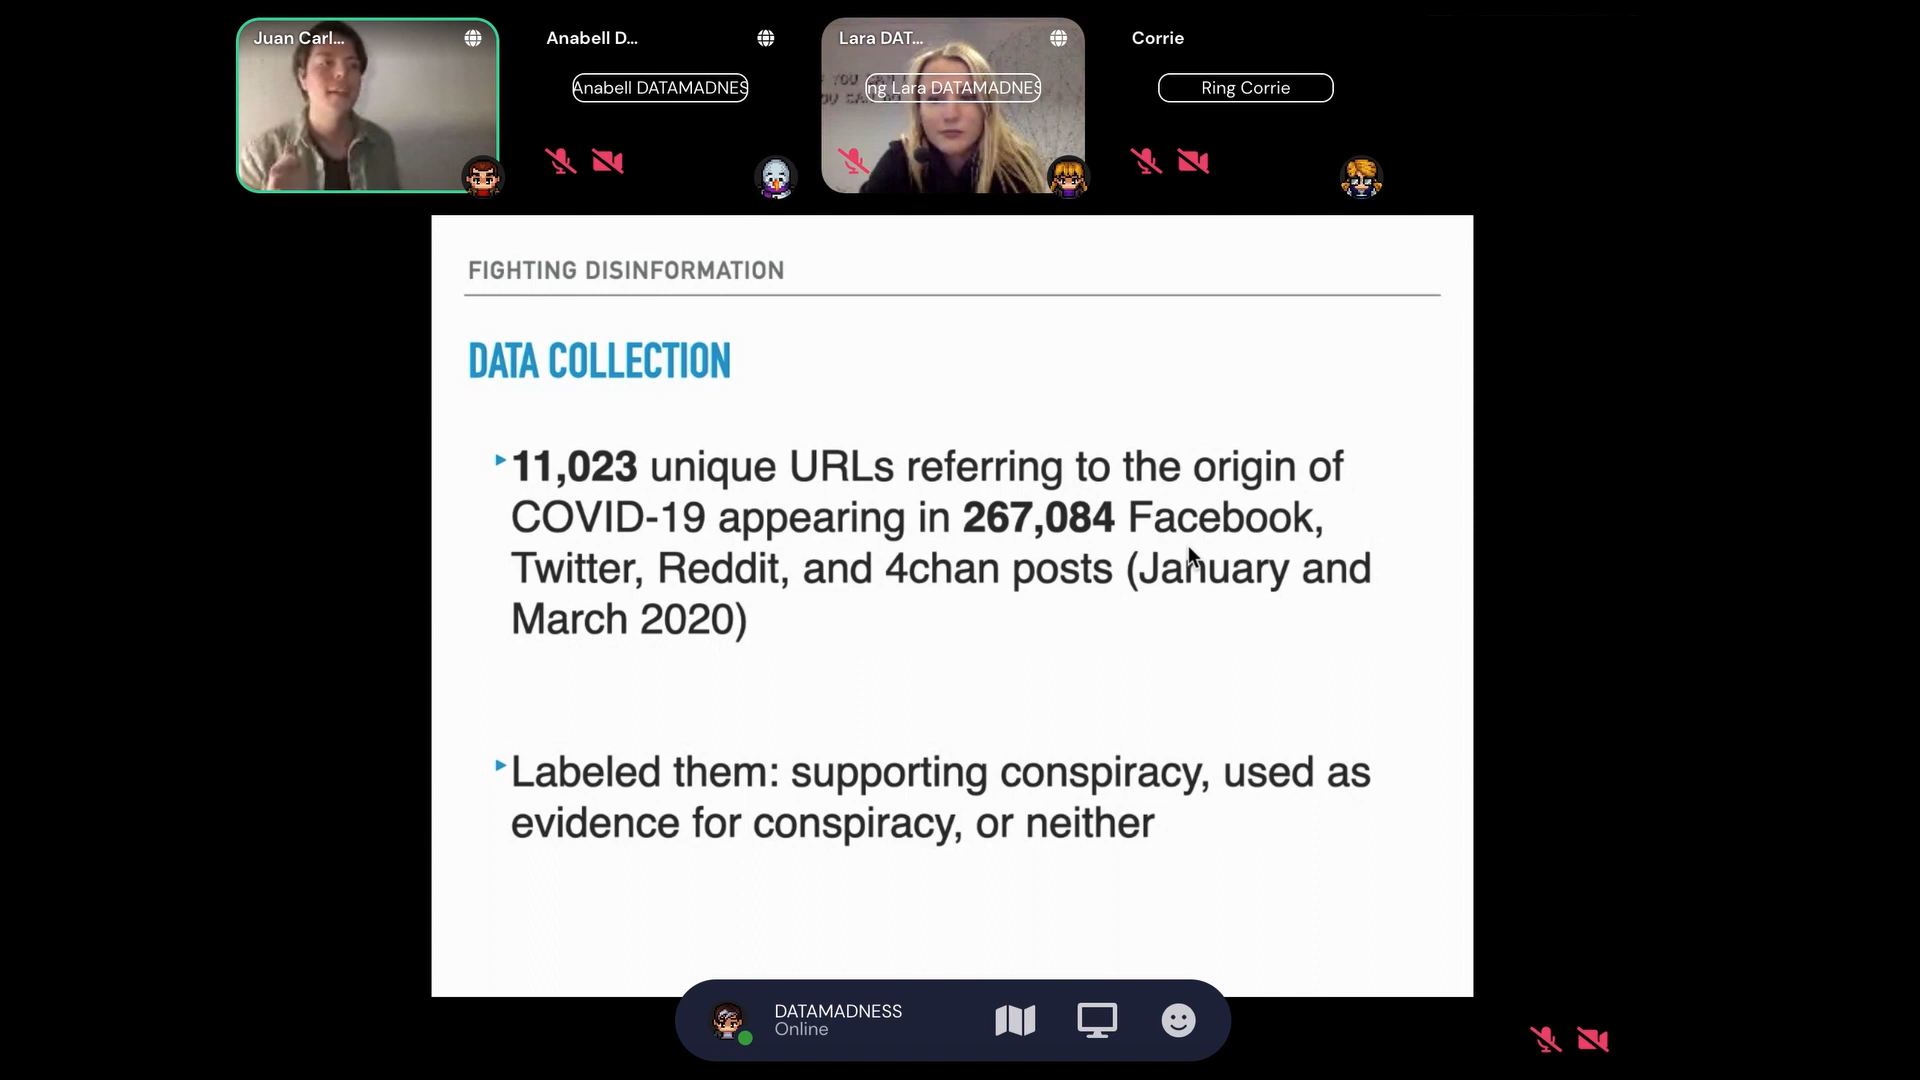 Juan Carl...
Anabell D...
Lara DAT...
Corrie
Anabell DATAMADNES
ng Lara DATAMADNES
Ring Corrie
FIGHTING DISINFORMATION
DATA COLLECTION
11,023 unique URLs referring to the origin of
COVID-19 appearing in 267,084 Facebook,
Twitter, Reddit, and 4chan posts (January and
March 2020)
Labeled them: supporting conspiracy, used as
evidence for conspiracy, or neither
DATAMADNESS
Online